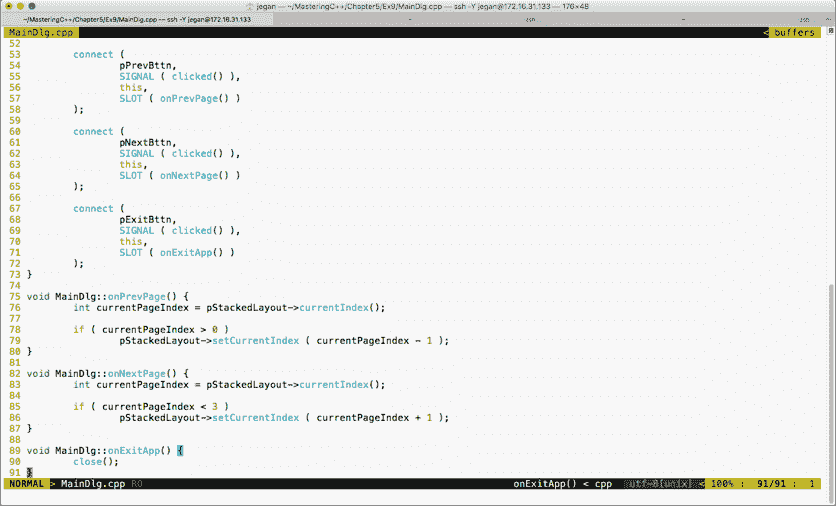 jegan — ~/MasteringC++/Chapter5/Ex9/MainDlg.cpp — ssh -Y jegan@172.16.31.133 — 176×48
~/MasteringC++/Chapter5/Ex9/MainDlg.cpp — ssh -Y jegan@172.16.31.133
MainDlg.cpp < buffers
52
53 connect (
54 pPrevBttn,
55 SIGNAL ( clicked() ),
56 this,
57 SLOT ( onPrevPage() )
58 );
59
60 connect (
61 pNextBttn,
62 SIGNAL ( clicked() ),
63 this,
64 SLOT ( onNextPage() )
65 );
66
67 connect (
68 pExitBttn,
69 SIGNAL ( clicked() ),
70 this,
71 SLOT ( onExitApp() )
72 );
73 }
74
75 void MainDlg::onPrevPage() {
76 int currentPageIndex = pStackedLayout->currentIndex();
77
78 if ( currentPageIndex > 0 )
79 pStackedLayout->setCurrentIndex ( currentPageIndex - 1 );
80 }
81
82 void MainDlg::onNextPage() {
83 int currentPageIndex = pStackedLayout->currentIndex();
84
85 if ( currentPageIndex < 3 )
86 pStackedLayout->setCurrentIndex ( currentPageIndex + 1 );
87 }
88
89 void MainDlg::onExitApp() {
90 close();
91 }
NORMAL > MainDlg.cpp RO onExitApp() < cpp utf-8[unix] < 100% : 91/91 : 1